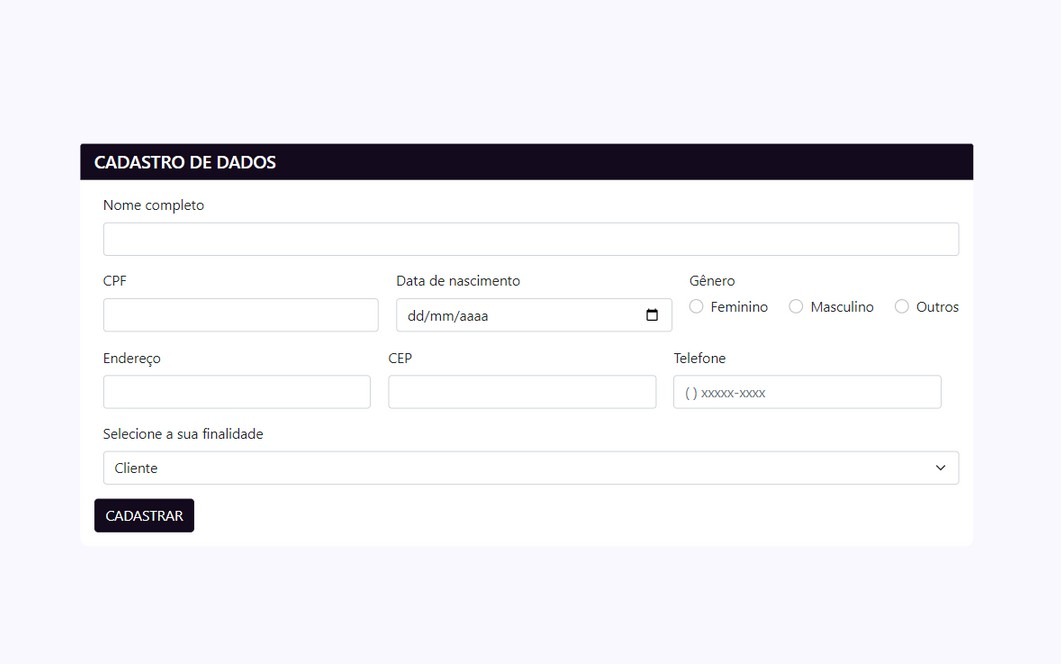 CADASTRO DE DADOS
Nome completo
CPF Data de nascimento Gênero
dd/mm/aaaa Feminino Masculino Outros
Endereço CEP Telefone
( ) xxxxx-xxxx
Selecione a sua finalidade
Cliente
CADASTRAR